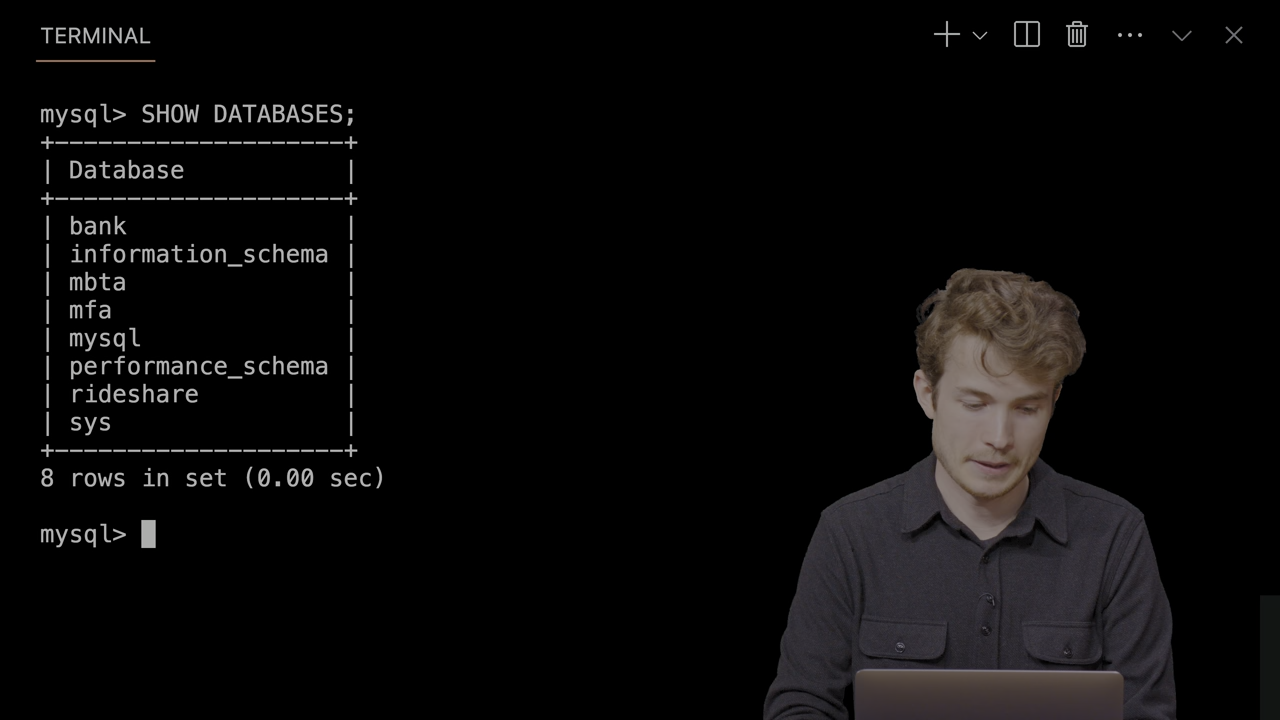 TERMINAL
mysql> SHOW DATABASES;
+--------------------+
| Database           |
+--------------------+
| bank               |
| information_schema |
| mbta               |
| mfa                |
| mysql              |
| performance_schema |
| rideshare          |
| sys                |
+--------------------+
8 rows in set (0.00 sec)
mysql>